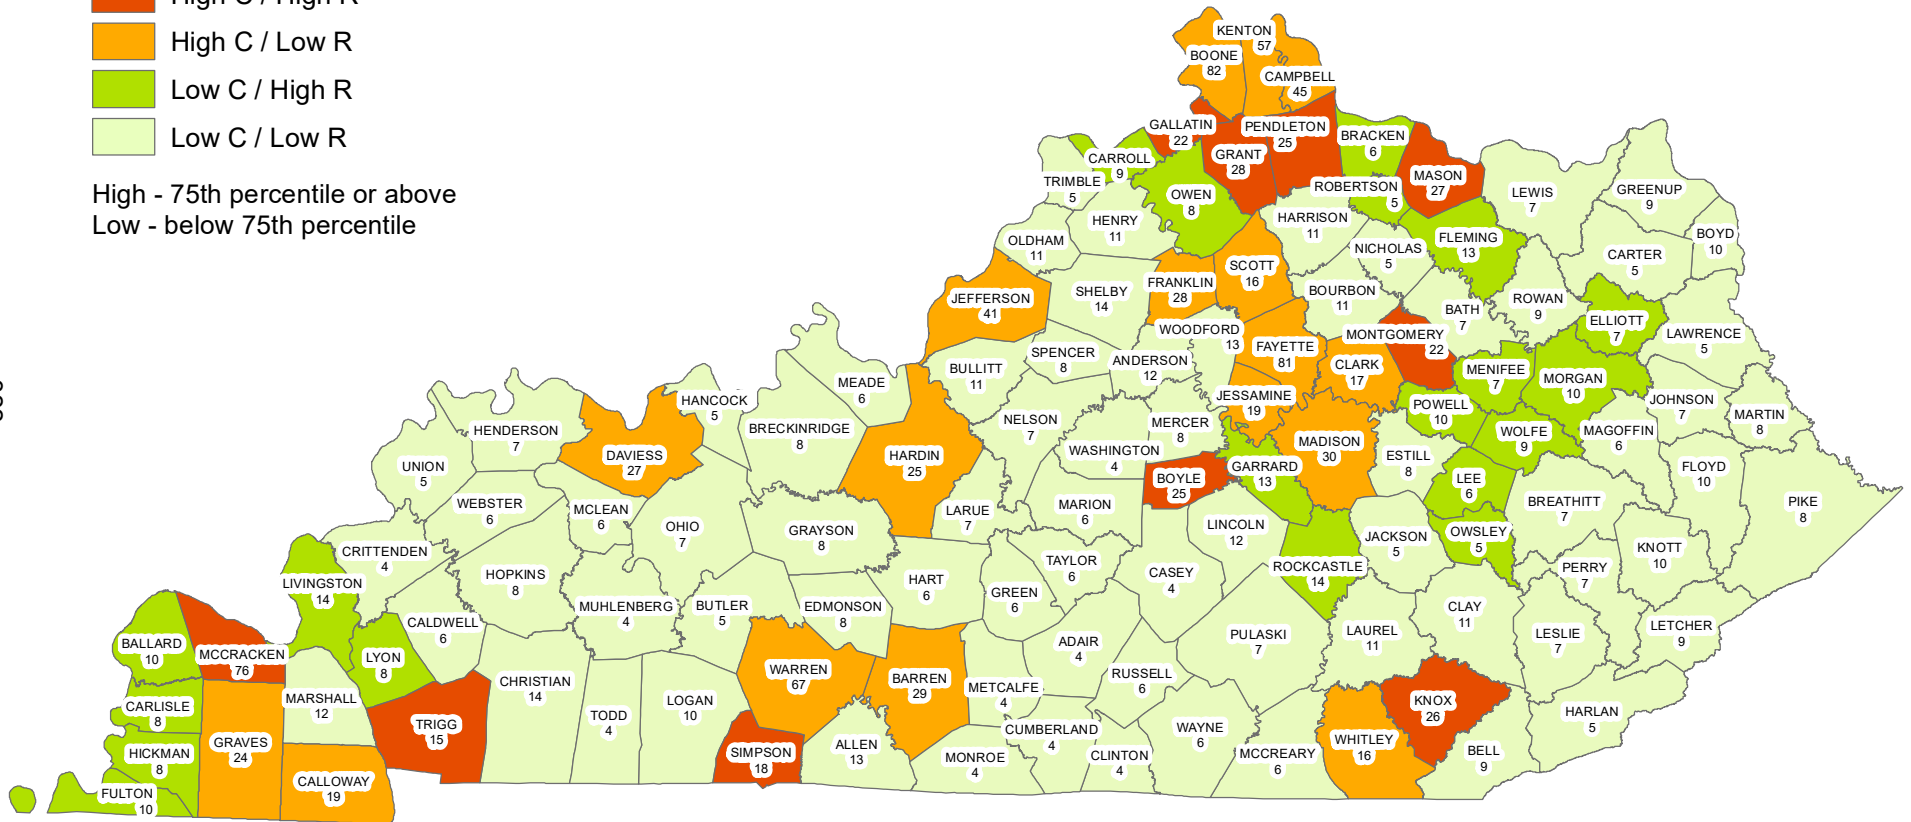 High C / High R
High C / Low R
Low C / High R
Low C / Low R
High - 75th percentile or above
Low - below 75th percentile
KENTON
57
BOONE
82
CAMPBELL
45
GALLATIN
22
PENDLETON
25
BRACKEN
6
CARROLL
9
GRANT
28
MASON
27
TRIMBLE
5
OWEN
8
ROBERTSON
5
LEWIS
7
GREENUP
9
HENRY
11
HARRISON
11
OLDHAM
11
NICHOLAS
5
FLEMING
13
BOYD
10
CARTER
5
JEFFERSON
41
SHELBY
14
FRANKLIN
28
SCOTT
16
BOURBON
11
BATH
7
ROWAN
9
ELLIOTT
7
LAWRENCE
5
WOODFORD
13
MONTGOMERY
22
BULLITT
11
SPENCER
8
ANDERSON
12
FAYETTE
81
CLARK
17
MENIFEE
7
MORGAN
10
JOHNSON
7
MARTIN
8
MEADE
6
HANCOCK
5
JESSAMINE
19
POWELL
10
HENDERSON
7
BRECKINRIDGE
8
NELSON
7
MERCER
8
WOLFE
9
MAGOFFIN
6
UNION
5
DAVIESS
27
HARDIN
25
WASHINGTON
4
GARRARD
13
MADISON
30
ESTILL
8
FLOYD
10
BOYLE
25
LEE
6
WEBSTER
6
MCLEAN
6
OHIO
7
GRAYSON
8
LARUE
7
MARION
6
LINCOLN
12
BREATHITT
7
PIKE
8
CRITTENDEN
4
JACKSON
5
OWSLEY
5
KNOTT
10
LIVINGSTON
14
HOPKINS
8
HART
6
TAYLOR
6
CASEY
4
ROCKCASTLE
14
PERRY
7
MUHLENBERG
4
BUTLER
5
EDMONSON
8
GREEN
6
CLAY
11
CALDWELL
6
BALLARD
10
MCCRACKEN
76
LYON
8
ADAIR
4
PULASKI
7
LAUREL
11
LESLIE
7
LETCHER
9
WARREN
67
BARREN
29
METCALFE
4
RUSSELL
6
CARLISLE
8
MARSHALL
12
CHRISTIAN
14
TODD
4
LOGAN
10
TRIGG
15
KNOX
26
HARLAN
5
HICKMAN
8
GRAVES
24
SIMPSON
18
ALLEN
13
MONROE
4
CUMBERLAND
4
CLINTON
4
WAYNE
6
MCCREARY
6
WHITLEY
16
BELL
9
FULTON
10
CALLOWAY
19